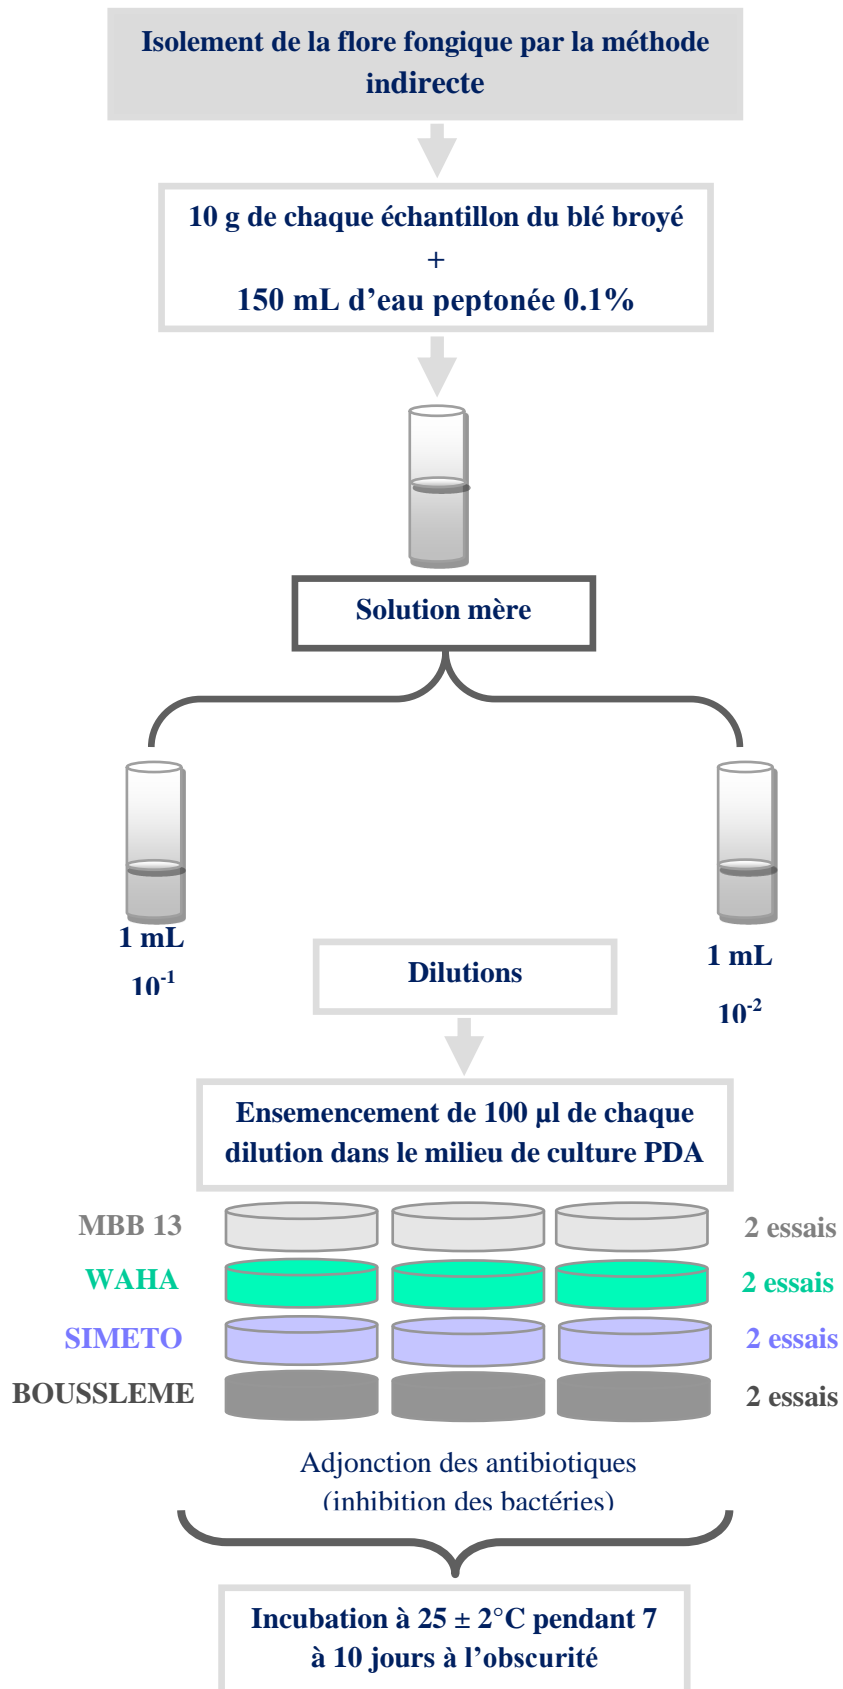 Isolement de la flore fongique par la méthode
indirecte
10 g de chaque échantillon du blé broyé
+
150 mL d’eau peptonée 0.1%
Solution mère
1 mL
10⁻¹
Dilutions
1 mL
10⁻²
Ensemencement de 100 µl de chaque
dilution dans le milieu de culture PDA
MBB 13 2 essais
WAHA 2 essais
SIMETO 2 essais
BOUSSLEME 2 essais
Adjonction des antibiotiques
(inhibition des bactéries)
Incubation à 25 ± 2°C pendant 7
à 10 jours à l’obscurité